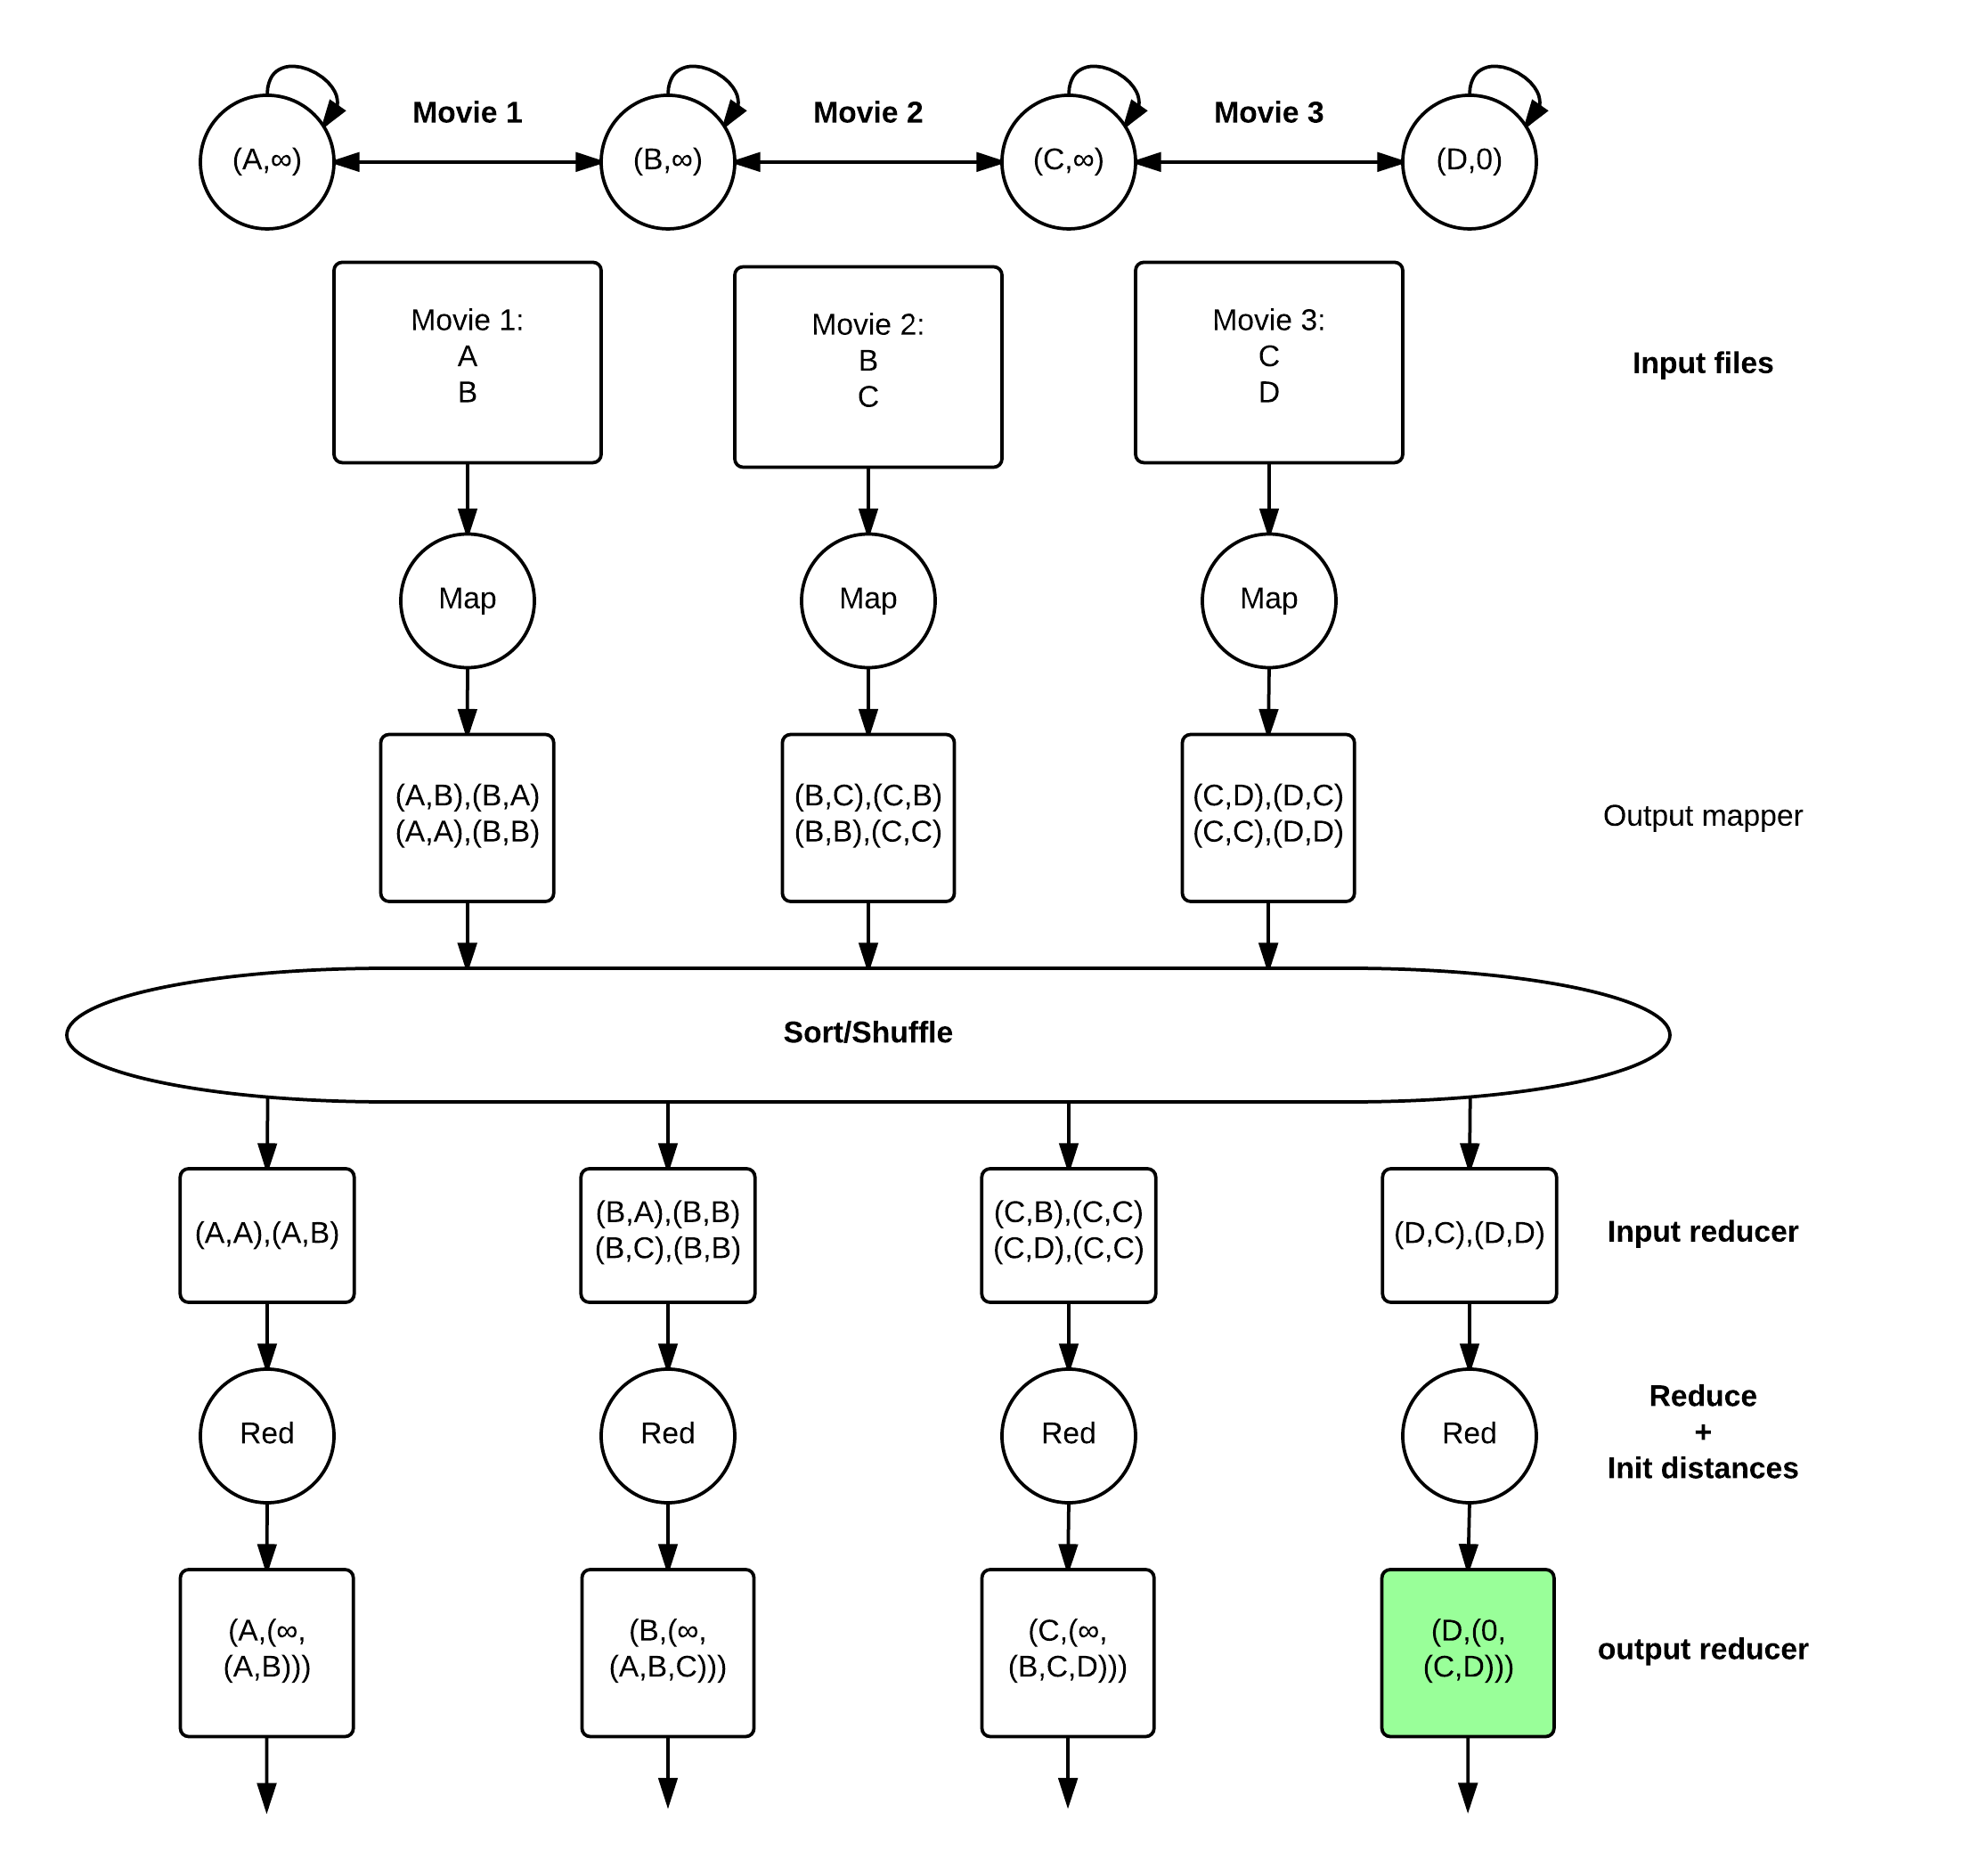 Movie 1
Movie 2
Movie 3
(A,∞)
(B,∞)
(C,∞)
(D,0)
Movie 1:
A
B
Movie 2:
B
C
Movie 3:
C
D
Input files
Map
Map
Map
(A,B),(B,A)
(A,A),(B,B)
(B,C),(C,B)
(B,B),(C,C)
(C,D),(D,C)
(C,C),(D,D)
Output mapper
Sort/Shuffle
(A,A),(A,B)
(B,A),(B,B)
(B,C),(B,B)
(C,B),(C,C)
(C,D),(C,C)
(D,C),(D,D)
Input reducer
Red
Red
Red
Red
Reduce
+
Init distances
(A,(∞,
(A,B)))
(B,(∞,
(A,B,C)))
(C,(∞,
(B,C,D)))
(D,(0,
(C,D)))
output reducer